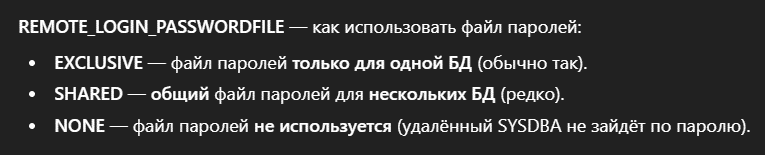 REMOTE_LOGIN_PASSWORDFILE — как использовать файл паролей:
• EXCLUSIVE — файл паролей только для одной БД (обычно так).
• SHARED — общий файл паролей для нескольких БД (редко).
• NONE — файл паролей не используется (удалённый SYSDBA не зайдёт по паролю).